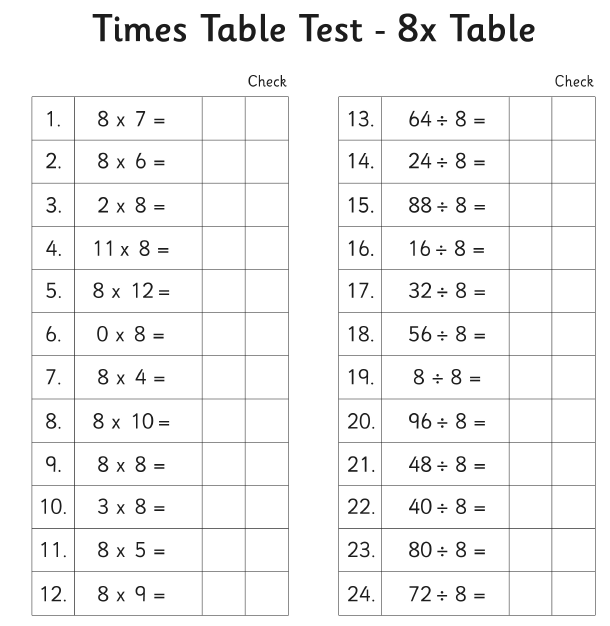 Times Table Test - 8x Table
Check
1. 8 x 7 =
2. 8 x 6 =
3. 2 x 8 =
4. 11 x 8 =
5. 8 x 12 =
6. 0 x 8 =
7. 8 x 4 =
8. 8 x 10 =
9. 8 x 8 =
10. 3 x 8 =
11. 8 x 5 =
12. 8 x 9 =
Check
13. 64 ÷ 8 =
14. 24 ÷ 8 =
15. 88 ÷ 8 =
16. 16 ÷ 8 =
17. 32 ÷ 8 =
18. 56 ÷ 8 =
19. 8 ÷ 8 =
20. 96 ÷ 8 =
21. 48 ÷ 8 =
22. 40 ÷ 8 =
23. 80 ÷ 8 =
24. 72 ÷ 8 =